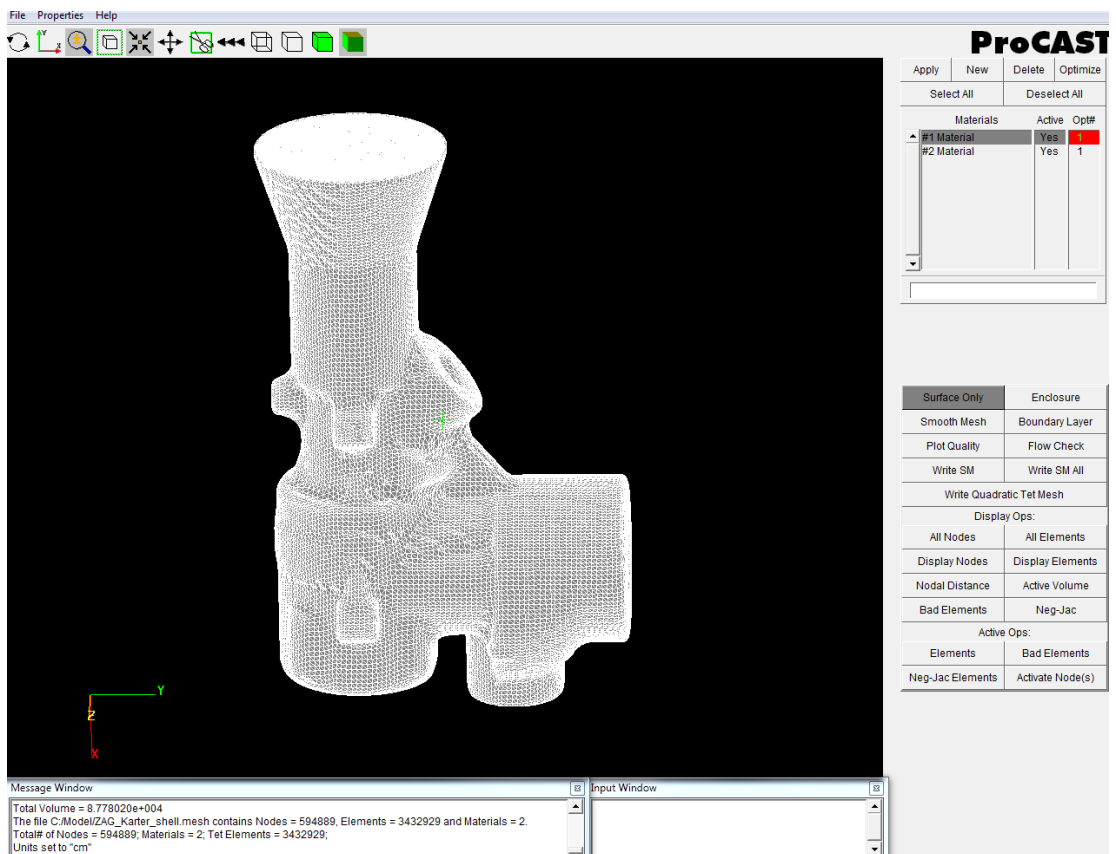 File Properties Help
ProCAST
Apply New Delete Optimize
Select All Deselect All
Materials Active Opt#
#1 Material Yes 1
#2 Material Yes 1
Surface Only Enclosure
Smooth Mesh Boundary Layer
Plot Quality Flow Check
Write SM Write SM All
Write Quadratic Tet Mesh
Display Ops:
All Nodes All Elements
Display Nodes Display Elements
Nodal Distance Active Volume
Bad Elements Neg-Jac
Active Ops:
Elements Bad Elements
Neg-Jac Elements Activate Node(s)
Y
Z
X
Message Window
Total Volume = 8.778020e+004
The file C:/Model/ZAG_Karter_shell.mesh contains Nodes = 594889, Elements = 3432929 and Materials = 2.
Total# of Nodes = 594889; Materials = 2; Tet Elements = 3432929;
Units set to "cm"
Input Window